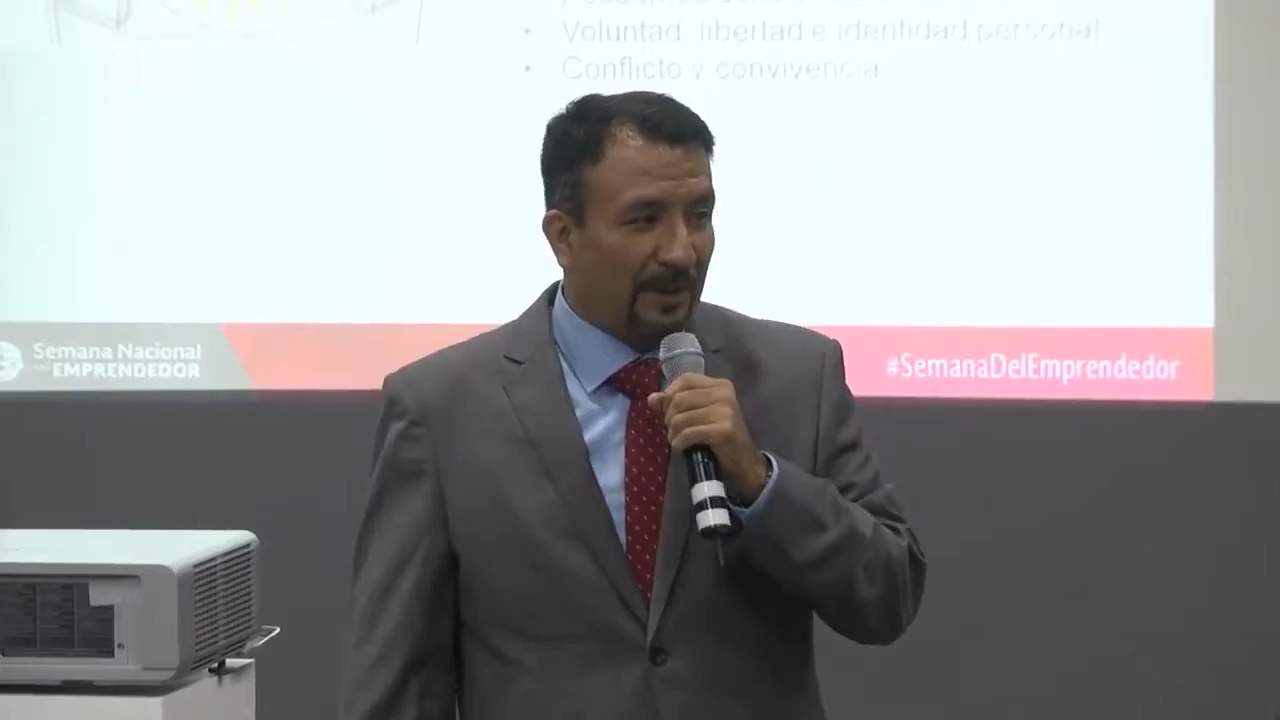 Voluntad, libertad e identidad personal
Conflicto y convivencia
Semana Nacional
EMPRENDEDOR
#SemanaDelEmprendedor